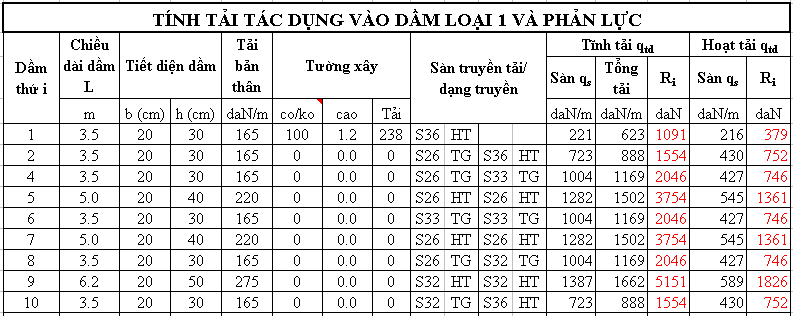 TÍNH TẢI TÁC DỤNG VÀO DẦM LOẠI 1 VÀ PHẢN LỰC
Dầm thứ i Chiều dài dầm L Tiết diện dầm Tải bản thân Tường xây Sàn truyền tải/ dạng truyền Tĩnh tải qtd Hoạt tải qtd
Sàn qs Tổng tải Ri Sàn qs Ri
m b (cm) h (cm) daN/m co/ko cao Tải daN/m daN/m daN daN/m daN
1 3.5 20 30 165 100 1.2 238 S36 HT 221 623 1091 216 379
2 3.5 20 30 165 0 0.0 0 S26 TG S36 HT 723 888 1554 430 752
4 3.5 20 30 165 0 0.0 0 S26 TG S33 TG 1004 1169 2046 427 746
5 5.0 20 40 220 0 0.0 0 S26 HT S26 HT 1282 1502 3754 545 1361
6 3.5 20 30 165 0 0.0 0 S33 TG S33 TG 1004 1169 2046 427 746
7 5.0 20 40 220 0 0.0 0 S26 HT S26 HT 1282 1502 3754 545 1361
8 3.5 20 30 165 0 0.0 0 S26 TG S32 TG 1004 1169 2046 427 746
9 6.2 20 50 275 0 0.0 0 S32 HT S32 HT 1387 1662 5151 589 1826
10 3.5 20 30 165 0 0.0 0 S32 TG S36 HT 723 888 1554 430 752